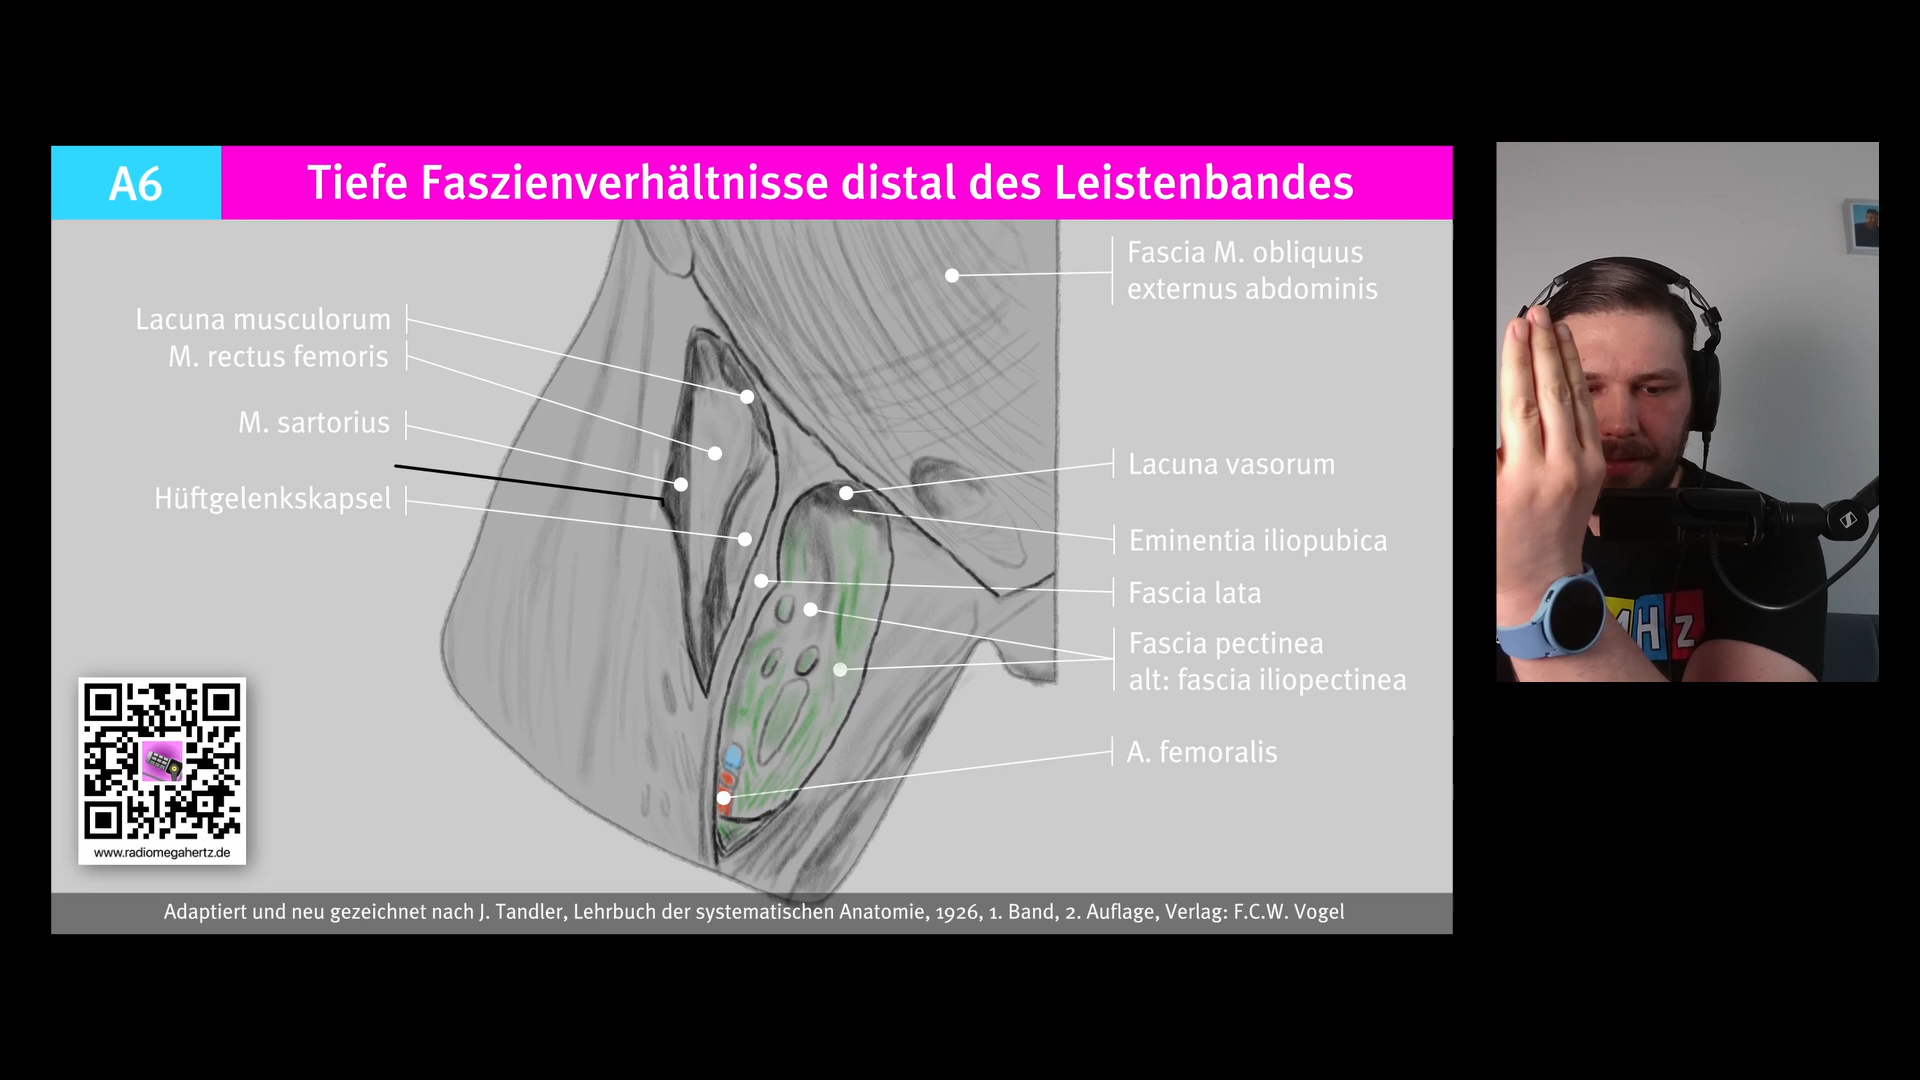 A6
Tiefe Faszienverhältnisse distal des Leistenbandes
Lacuna musculorum
M. rectus femoris
M. sartorius
Hüftgelenkskapsel
Fascia M. obliquus
externus abdominis
Lacuna vasorum
Eminentia iliopubica
Fascia lata
Fascia pectinea
alt: fascia iliopectinea
A. femoralis
www.radiomegahertz.de
Adaptiert und neu gezeichnet nach J. Tandler, Lehrbuch der systematischen Anatomie, 1926, 1. Band, 2. Auflage, Verlag: F.C.W. Vogel
MHz